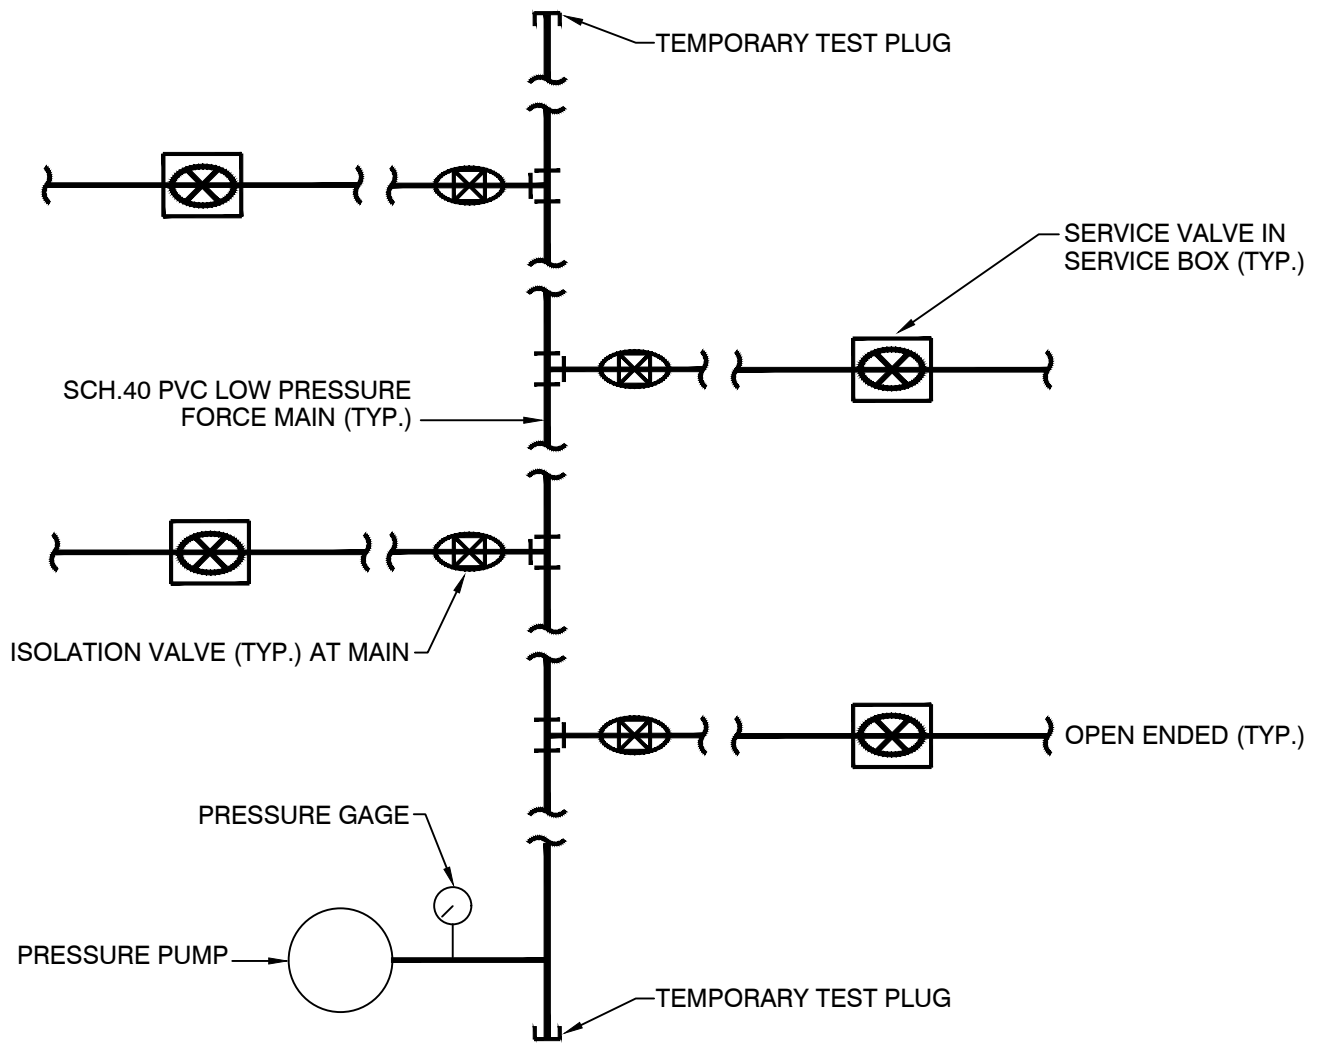 TEMPORARY TEST PLUG
SERVICE VALVE IN
SERVICE BOX (TYP.)
SCH.40 PVC LOW PRESSURE
FORCE MAIN (TYP.)
ISOLATION VALVE (TYP.) AT MAIN
OPEN ENDED (TYP.)
PRESSURE GAGE
PRESSURE PUMP
TEMPORARY TEST PLUG